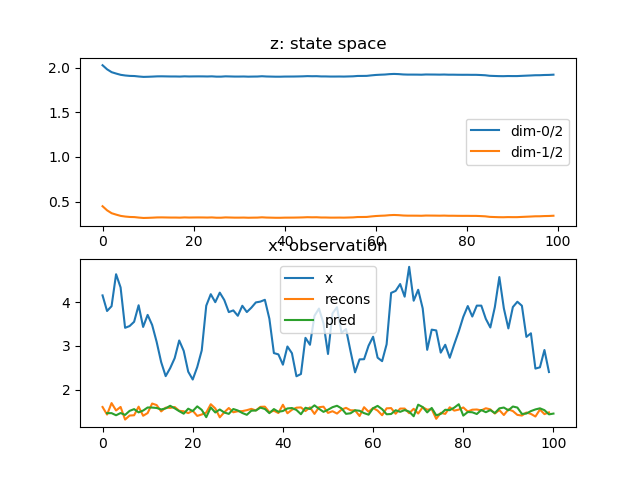 z: state space
2.0
1.5
1.0
0.5
dim-0/2
dim-1/2
0 20 40 60 80 100
x: observation
4
3
2
x
recons
pred
0 20 40 60 80 100